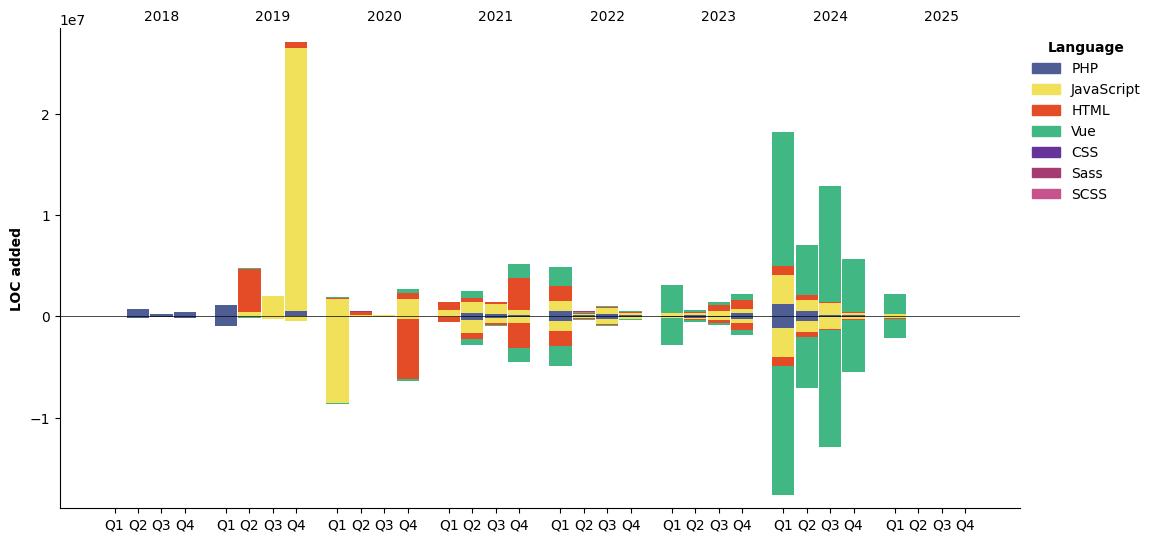 2018 2019 2020 2021 2022 2023 2024 2025
1e7
Language
PHP
JavaScript
HTML
Vue
CSS
Sass
SCSS
2
1
0
−1
LOC added
Q1 Q2 Q3 Q4 Q1 Q2 Q3 Q4 Q1 Q2 Q3 Q4 Q1 Q2 Q3 Q4 Q1 Q2 Q3 Q4 Q1 Q2 Q3 Q4 Q1 Q2 Q3 Q4 Q1 Q2 Q3 Q4